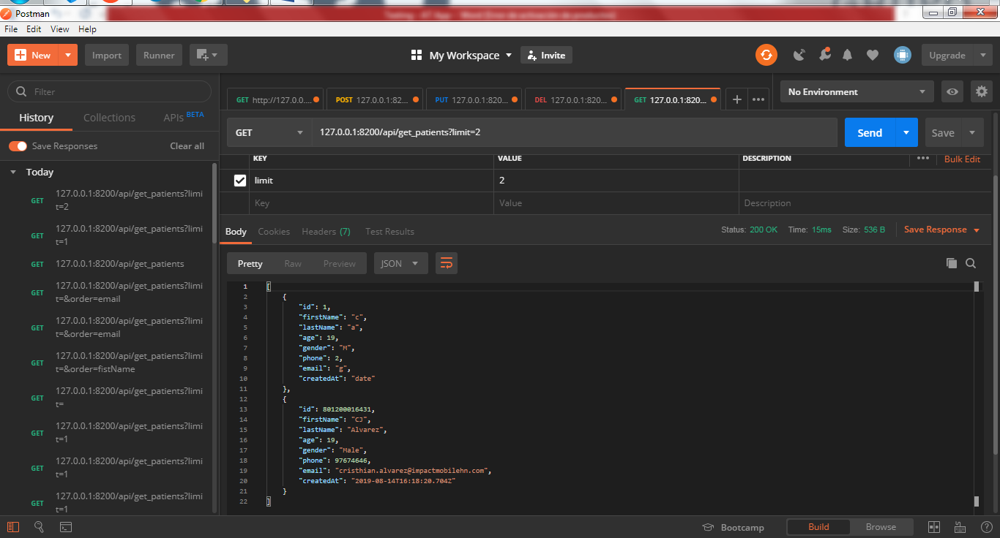 Postman
File Edit View Help
New Import Runner My Workspace Invite Upgrade
Filter
History Collections APIs BETA
Save Responses Clear all
Today
GET 127.0.0.1:8200/api/get_patients?limi
t=2
GET 127.0.0.1:8200/api/get_patients?limi
t=1
GET 127.0.0.1:8200/api/get_patients
GET 127.0.0.1:8200/api/get_patients?limi
t=&order=email
GET 127.0.0.1:8200/api/get_patients?limi
t=&order=email
GET 127.0.0.1:8200/api/get_patients?limi
t=&order=fistName
GET 127.0.0.1:8200/api/get_patients?limi
t=
GET 127.0.0.1:8200/api/get_patients?limi
t=1
GET 127.0.0.1:8200/api/get_patients?limi
t=1
GET 127.0.0.1:8200/api/get_patients?limi
t=1
GET http://127.0.0.... POST 127.0.0.1:82... PUT 127.0.0.1:820... DEL 127.0.0.1:820... GET 127.0.0.1:820... No Environment
GET 127.0.0.1:8200/api/get_patients?limit=2 Send Save
KEY VALUE DESCRIPTION Bulk Edit
limit 2
Key Value Description
Body Cookies Headers (7) Test Results Status: 200 OK Time: 15ms Size: 536 B Save Response
Pretty Raw Preview JSON
1 [
2 {
3 "id": 1,
4 "firstName": "c",
5 "lastName": "a",
6 "age": 19,
7 "gender": "M",
8 "phone": 2,
9 "email": "g",
10 "createdAt": "date"
11 },
12 {
13 "id": 801200016431,
14 "firstName": "CJ",
15 "lastName": "Alvarez",
16 "age": 19,
17 "gender": "Male",
18 "phone": 97674646,
19 "email": "cristhian.alvarez@impactmobilehn.com",
20 "createdAt": "2019-08-14T16:18:20.704Z"
21 }
22 ]
Bootcamp Build Browse